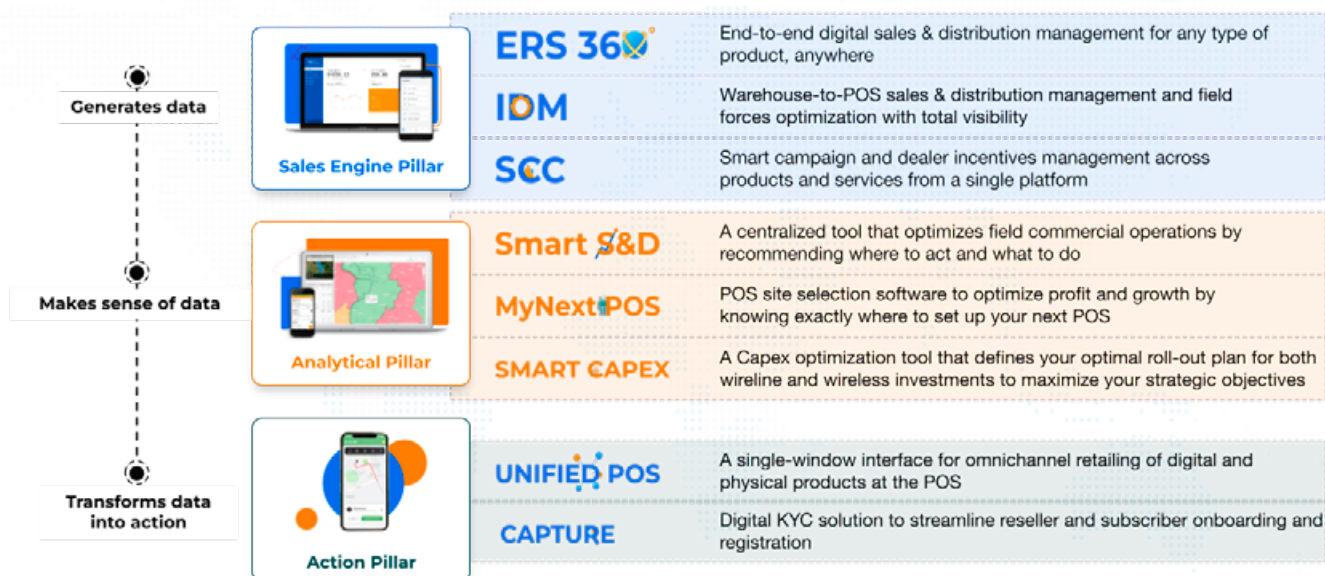 Generates data
Sales Engine Pillar
ERS 360°
End-to-end digital sales & distribution management for any type of
product, anywhere
IDM
Warehouse-to-POS sales & distribution management and field
forces optimization with total visibility
SCC
Smart campaign and dealer incentives management across
products and services from a single platform
Makes sense of data
Analytical Pillar
Smart S&D
A centralized tool that optimizes field commercial operations by
recommending where to act and what to do
MyNext POS
POS site selection software to optimize profit and growth by
knowing exactly where to set up your next POS
SMART CAPEX
A Capex optimization tool that defines your optimal roll-out plan for both
wireline and wireless investments to maximize your strategic objectives
Transforms data
into action
Action Pillar
UNIFIED POS
A single-window interface for omnichannel retailing of digital and
physical products at the POS
CAPTURE
Digital KYC solution to streamline reseller and subscriber onboarding and
registration